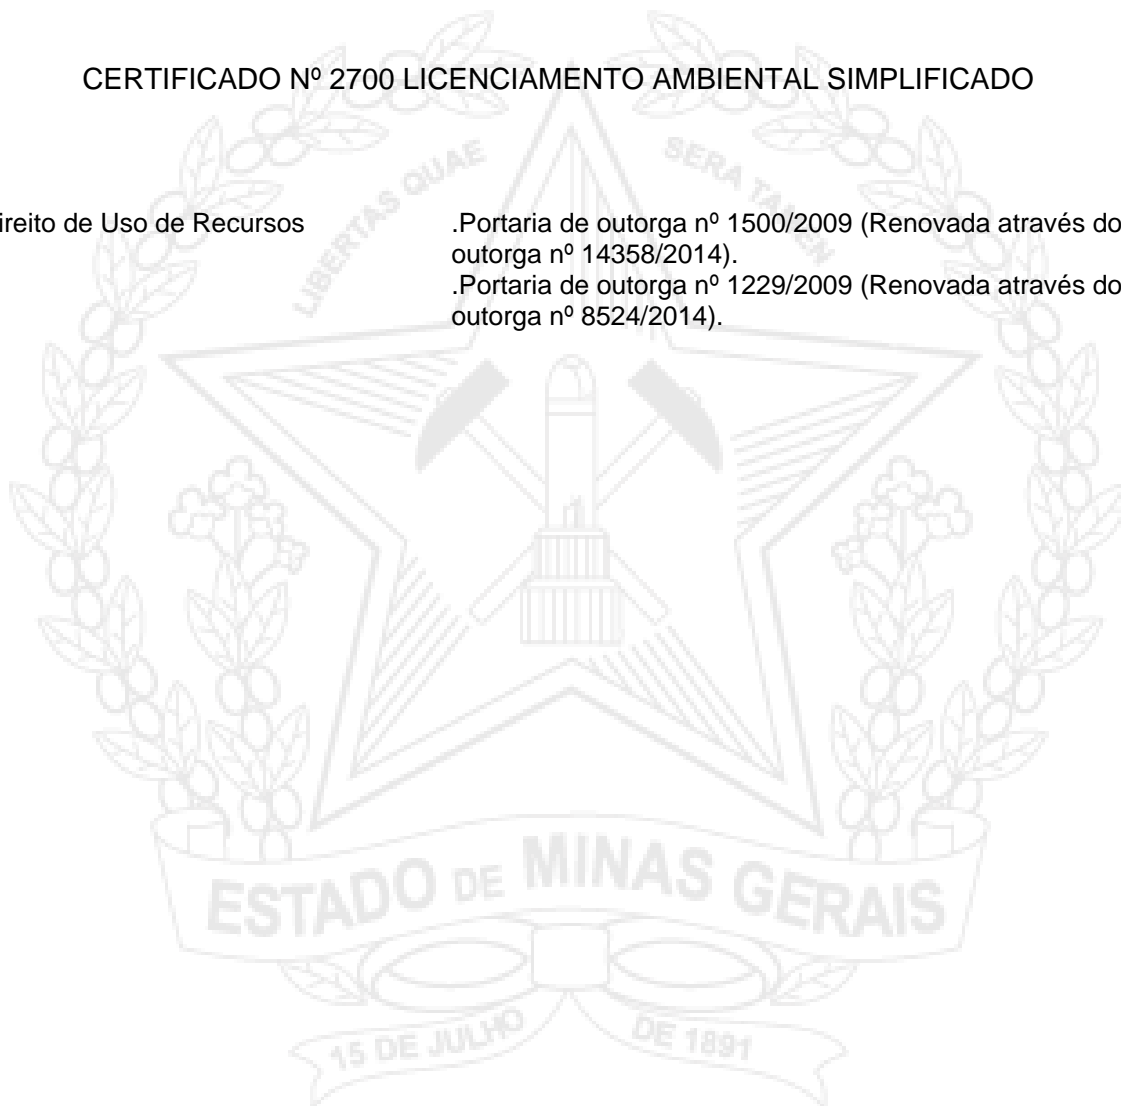 CERTIFICADO Nº 2700 LICENCIAMENTO AMBIENTAL SIMPLIFICADO
LIBERTAS QUAE SERA TAMEN
ireito de Uso de Recursos
.Portaria de outorga nº 1500/2009 (Renovada através do
outorga nº 14358/2014).
.Portaria de outorga nº 1229/2009 (Renovada através do
outorga nº 8524/2014).
ESTADO DE MINAS GERAIS
15 DE JULHO DE 1891